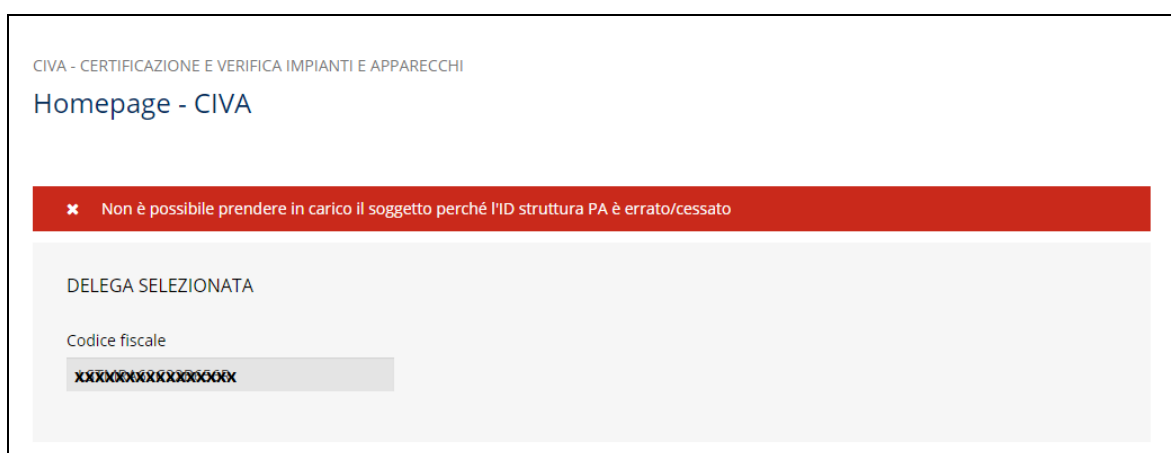 CIVA - CERTIFICAZIONE E VERIFICA IMPIANTI E APPARECCHI
Homepage - CIVA
Non è possibile prendere in carico il soggetto perché l'ID struttura PA è errato/cessato
DELEGA SELEZIONATA
Codice fiscale